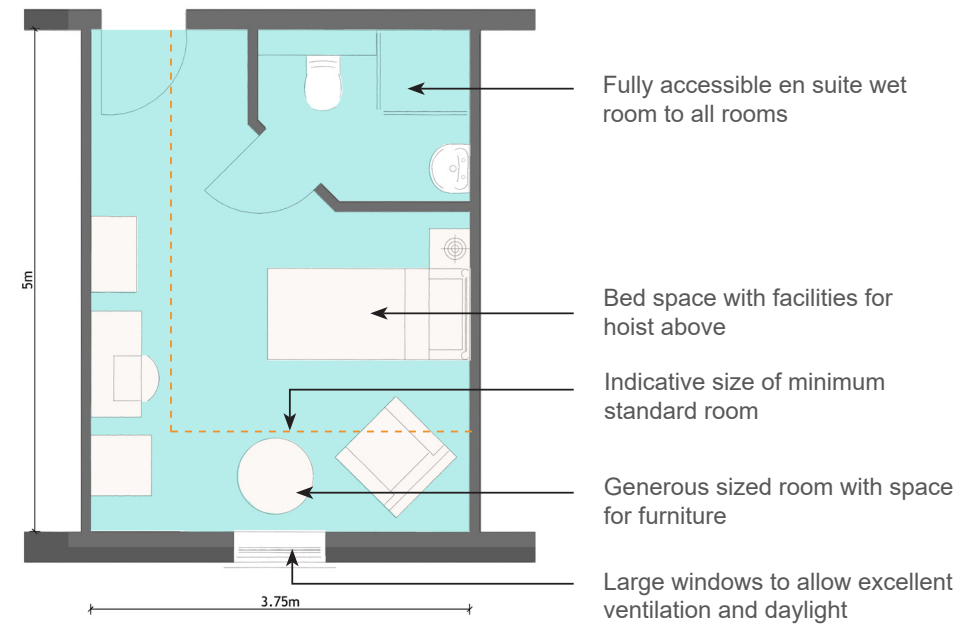 Fully accessible en suite wet
room to all rooms
5m
Bed space with facilities for
hoist above
Indicative size of minimum
standard room
Generous sized room with space
for furniture
Large windows to allow excellent
ventilation and daylight
3.75m